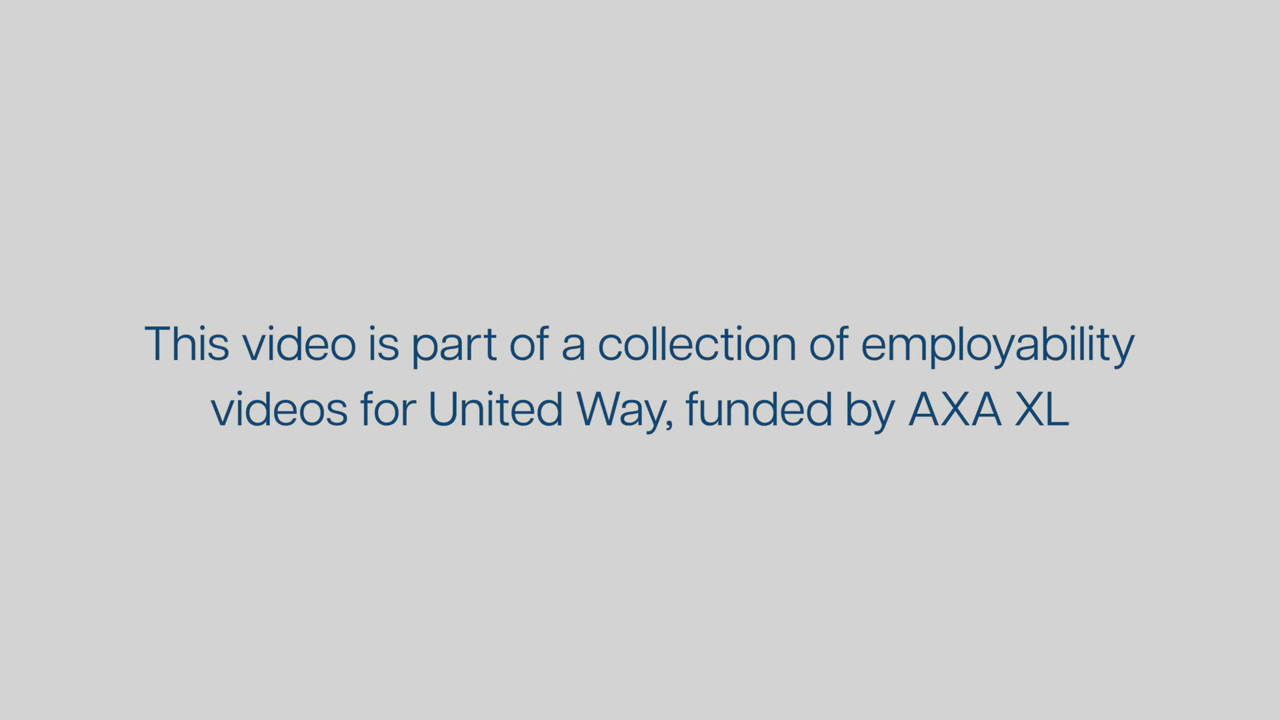 This video is part of a collection of employability
videos for United Way, funded by AXA XL